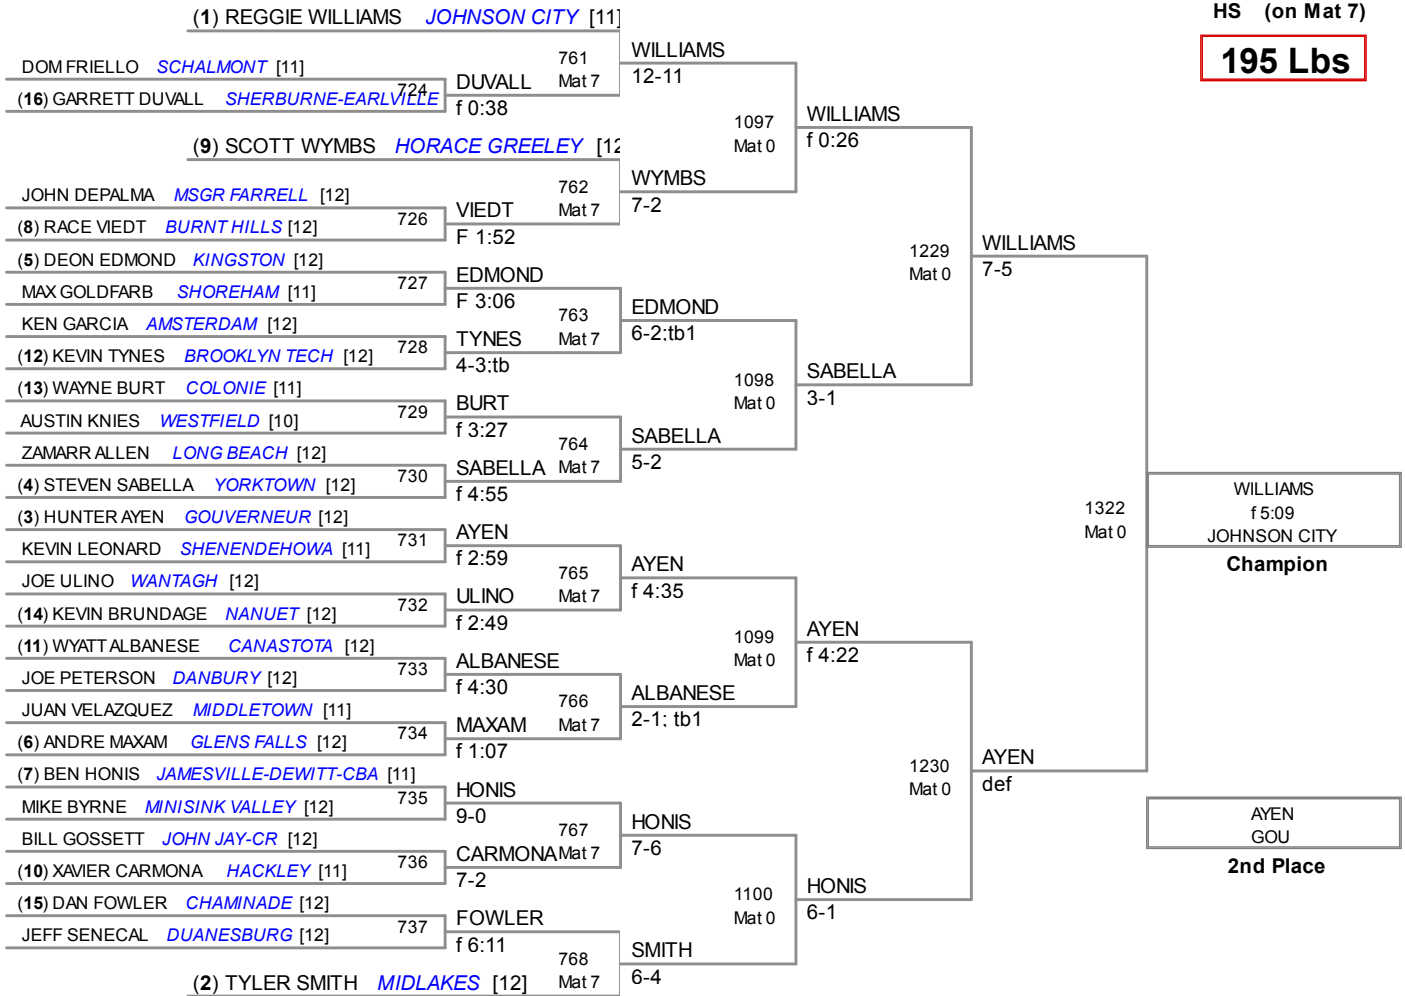 (1) REGGIE WILLIAMS JOHNSON CITY [11]
HS (on Mat 7)
195 Lbs
DOM FRIELLO SCHALMONT [11]
724
(16) GARRETT DUVALL SHERBURNE-EARLVILLE
DUVALL
f 0:38
761
Mat 7
WILLIAMS
12-11
(9) SCOTT WYMBS HORACE GREELEY [12
JOHN DEPALMA MSGR FARRELL [12]
726
(8) RACE VIEDT BURNT HILLS [12]
VIEDT
F 1:52
762
Mat 7
WYMBS
7-2
1097
Mat 0
WILLIAMS
f 0:26
(5) DEON EDMOND KINGSTON [12]
727
MAX GOLDFARB SHOREHAM [11]
EDMOND
F 3:06
KEN GARCIA AMSTERDAM [12]
728
(12) KEVIN TYNES BROOKLYN TECH [12]
TYNES
4-3;tb
763
Mat 7
EDMOND
6-2;tb1
(13) WAYNE BURT COLONIE [11]
729
AUSTIN KNIES WESTFIELD [10]
BURT
f 3:27
ZAMARR ALLEN LONG BEACH [12]
730
(4) STEVEN SABELLA YORKTOWN [12]
SABELLA
f 4:55
764
Mat 7
SABELLA
5-2
1098
Mat 0
SABELLA
3-1
1229
Mat 0
WILLIAMS
7-5
(3) HUNTER AYEN GOUVERNEUR [12]
731
KEVIN LEONARD SHENENDEHOWA [11]
AYEN
f 2:59
JOE ULINO WANTAGH [12]
732
(14) KEVIN BRUNDAGE NANUET [12]
ULINO
f 2:49
765
Mat 7
AYEN
f 4:35
(11) WYATT ALBANESE CANASTOTA [12]
733
JOE PETERSON DANBURY [12]
ALBANESE
f 4:30
JUAN VELAZQUEZ MIDDLETOWN [11]
734
(6) ANDRE MAXAM GLENS FALLS [12]
MAXAM
f 1:07
766
Mat 7
ALBANESE
2-1; tb1
1099
Mat 0
AYEN
f 4:22
(7) BEN HONIS JAMESVILLE-DEWITT-CBA [11]
735
MIKE BYRNE MINISINK VALLEY [12]
HONIS
9-0
BILL GOSSETT JOHN JAY-CR [12]
736
(10) XAVIER CARMONA HACKLEY [11]
CARMONA
7-2
767
Mat 7
HONIS
7-6
(15) DAN FOWLER CHAMINADE [12]
737
JEFF SENECAL DUANESBURG [12]
FOWLER
f 6:11
(2) TYLER SMITH MIDLAKES [12]
768
Mat 7
SMITH
6-4
1100
Mat 0
HONIS
6-1
1230
Mat 0
AYEN
def
1322
Mat 0
WILLIAMS
f 5:09
JOHNSON CITY
Champion
AYEN
GOU
2nd Place